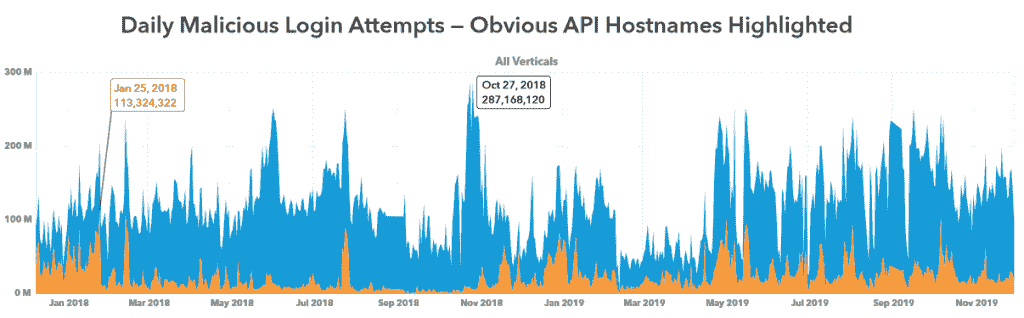 Daily Malicious Login Attempts – Obvious API Hostnames Highlighted
All Verticals
300 M
200 M
100 M
0 M
Jan 25, 2018
113,324,322
Oct 27, 2018
287,168,120
Jan 2018 Mar 2018 May 2018 Jul 2018 Sep 2018 Nov 2018 Jan 2019 Mar 2019 May 2019 Jul 2019 Sep 2019 Nov 2019